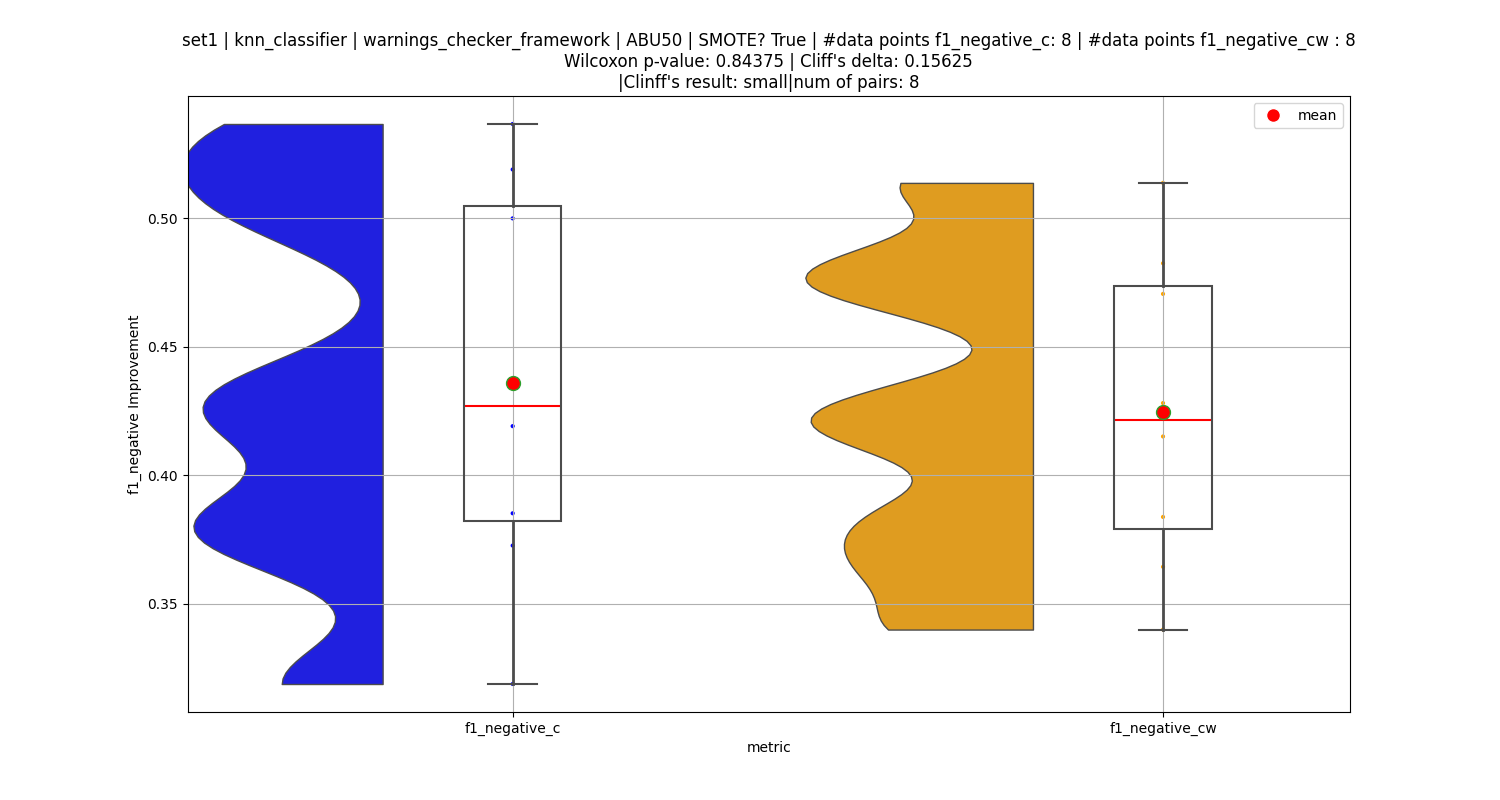 set1 | knn_classifier | warnings_checker_framework | ABU50 | SMOTE? True | #data points f1_negative_c: 8 | #data points f1_negative_cw : 8
Wilcoxon p-value: 0.84375 | Cliff's delta: 0.15625
|Clinff's result: small|num of pairs: 8
mean
f1_negative Improvement
0.50
0.45
0.40
0.35
f1_negative_c
f1_negative_cw
metric